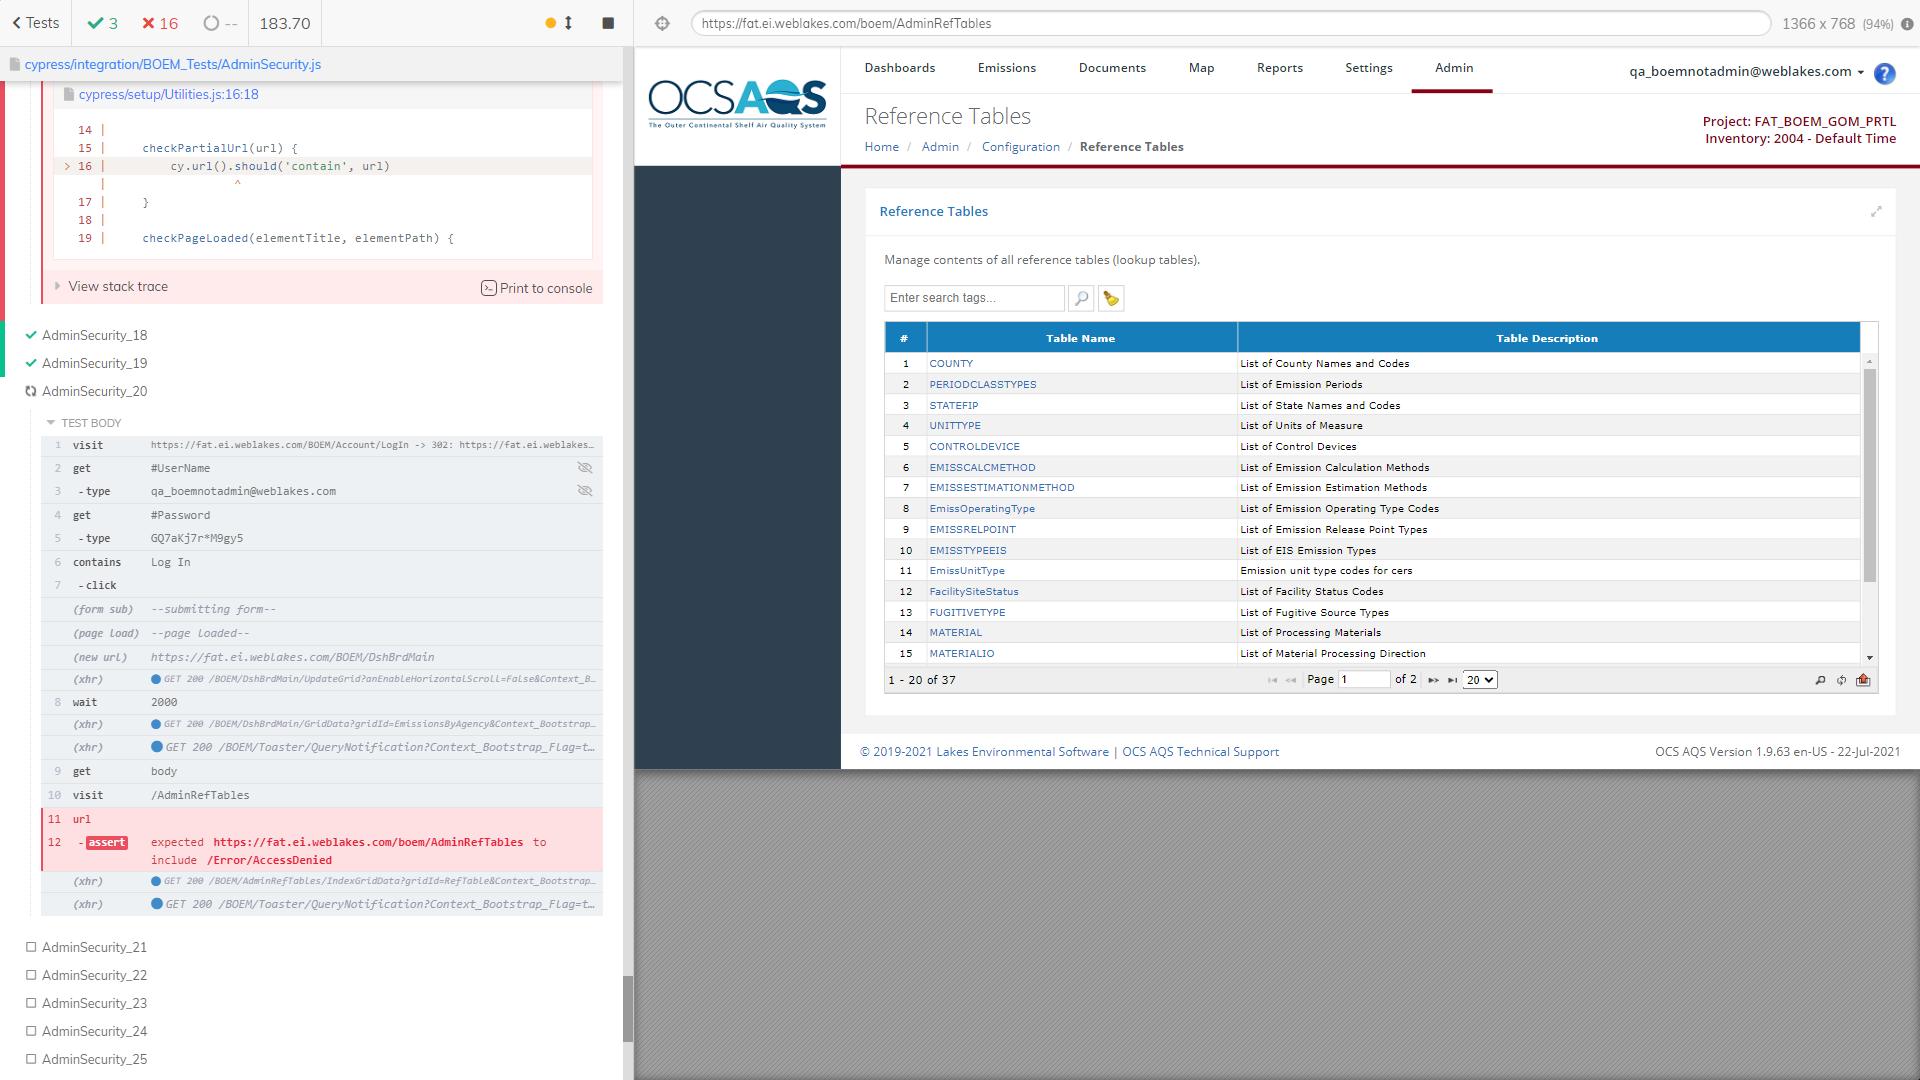 Tests
3
16
--
183.70
cypress/integration/BOEM_Tests/AdminSecurity.js
cypress/setup/Utilities.js:16:18
14 |
15 | checkPartialUrl(url) {
> 16 | cy.url().should('contain', url)
| ^
17 | }
18 |
19 | checkPageLoaded(elementTitle, elementPath) {
View stack trace
Print to console
AdminSecurity_18
AdminSecurity_19
AdminSecurity_20
TEST BODY
1 visit https://fat.ei.weblakes.com/BOEM/Account/LogIn -> 302: https://fat.ei.weblakes...
2 get #UserName
3 -type qa_boemnotadmin@weblakes.com
4 get #Password
5 -type GQ7aKj7r*M9gy5
6 contains Log In
7 -click
(form sub) --submitting form--
(page load) --page loaded--
(new url) https://fat.ei.weblakes.com/BOEM/DshBrdMain
(xhr) GET 200 /BOEM/DshBrdMain/UpdateGrid?anEnableHorizontalScroll=False&Context_B...
8 wait 2000
(xhr) GET 200 /BOEM/DshBrdMain/GridData?gridId=EmissionsByAgency&Context_Bootstrap...
(xhr) GET 200 /BOEM/Toaster/QueryNotification?Context_Bootstrap_Flag=t...
9 get body
10 visit /AdminRefTables
11 url
12 -assert expected https://fat.ei.weblakes.com/boem/AdminRefTables to
include /Error/AccessDenied
(xhr) GET 200 /BOEM/AdminRefTables/IndexGridData?gridId=RefTable&Context_Bootstrap...
(xhr) GET 200 /BOEM/Toaster/QueryNotification?Context_Bootstrap_Flag=t...
AdminSecurity_21
AdminSecurity_22
AdminSecurity_23
AdminSecurity_24
AdminSecurity_25
https://fat.ei.weblakes.com/boem/AdminRefTables
1366 x 768 (94%)
OCSAQS
The Outer Continental Shelf Air Quality System
Dashboards Emissions Documents Map Reports Settings Admin
qa_boemnotadmin@weblakes.com
?
Reference Tables
Home / Admin / Configuration / Reference Tables
Project: FAT_BOEM_GOM_PRTL
Inventory: 2004 - Default Time
Reference Tables
Manage contents of all reference tables (lookup tables).
Enter search tags...
# Table Name Table Description
1 COUNTY List of County Names and Codes
2 PERIODCLASSTYPES List of Emission Periods
3 STATEFIP List of State Names and Codes
4 UNITTYPE List of Units of Measure
5 CONTROLDEVICE List of Control Devices
6 EMISSCALCMETHOD List of Emission Calculation Methods
7 EMISSESTIMATIONMETHOD List of Emission Estimation Methods
8 EmissOperatingType List of Emission Operating Type Codes
9 EMISSRELPOINT List of Emission Release Point Types
10 EMISSTYPEEIS List of EIS Emission Types
11 EmissUnitType Emission unit type codes for cers
12 FacilitySiteStatus List of Facility Status Codes
13 FUGITIVETYPE List of Fugitive Source Types
14 MATERIAL List of Processing Materials
15 MATERIALIO List of Material Processing Direction
1 - 20 of 37
Page 1 of 2
20
© 2019-2021 Lakes Environmental Software | OCS AQS Technical Support
OCS AQS Version 1.9.63 en-US - 22-Jul-2021